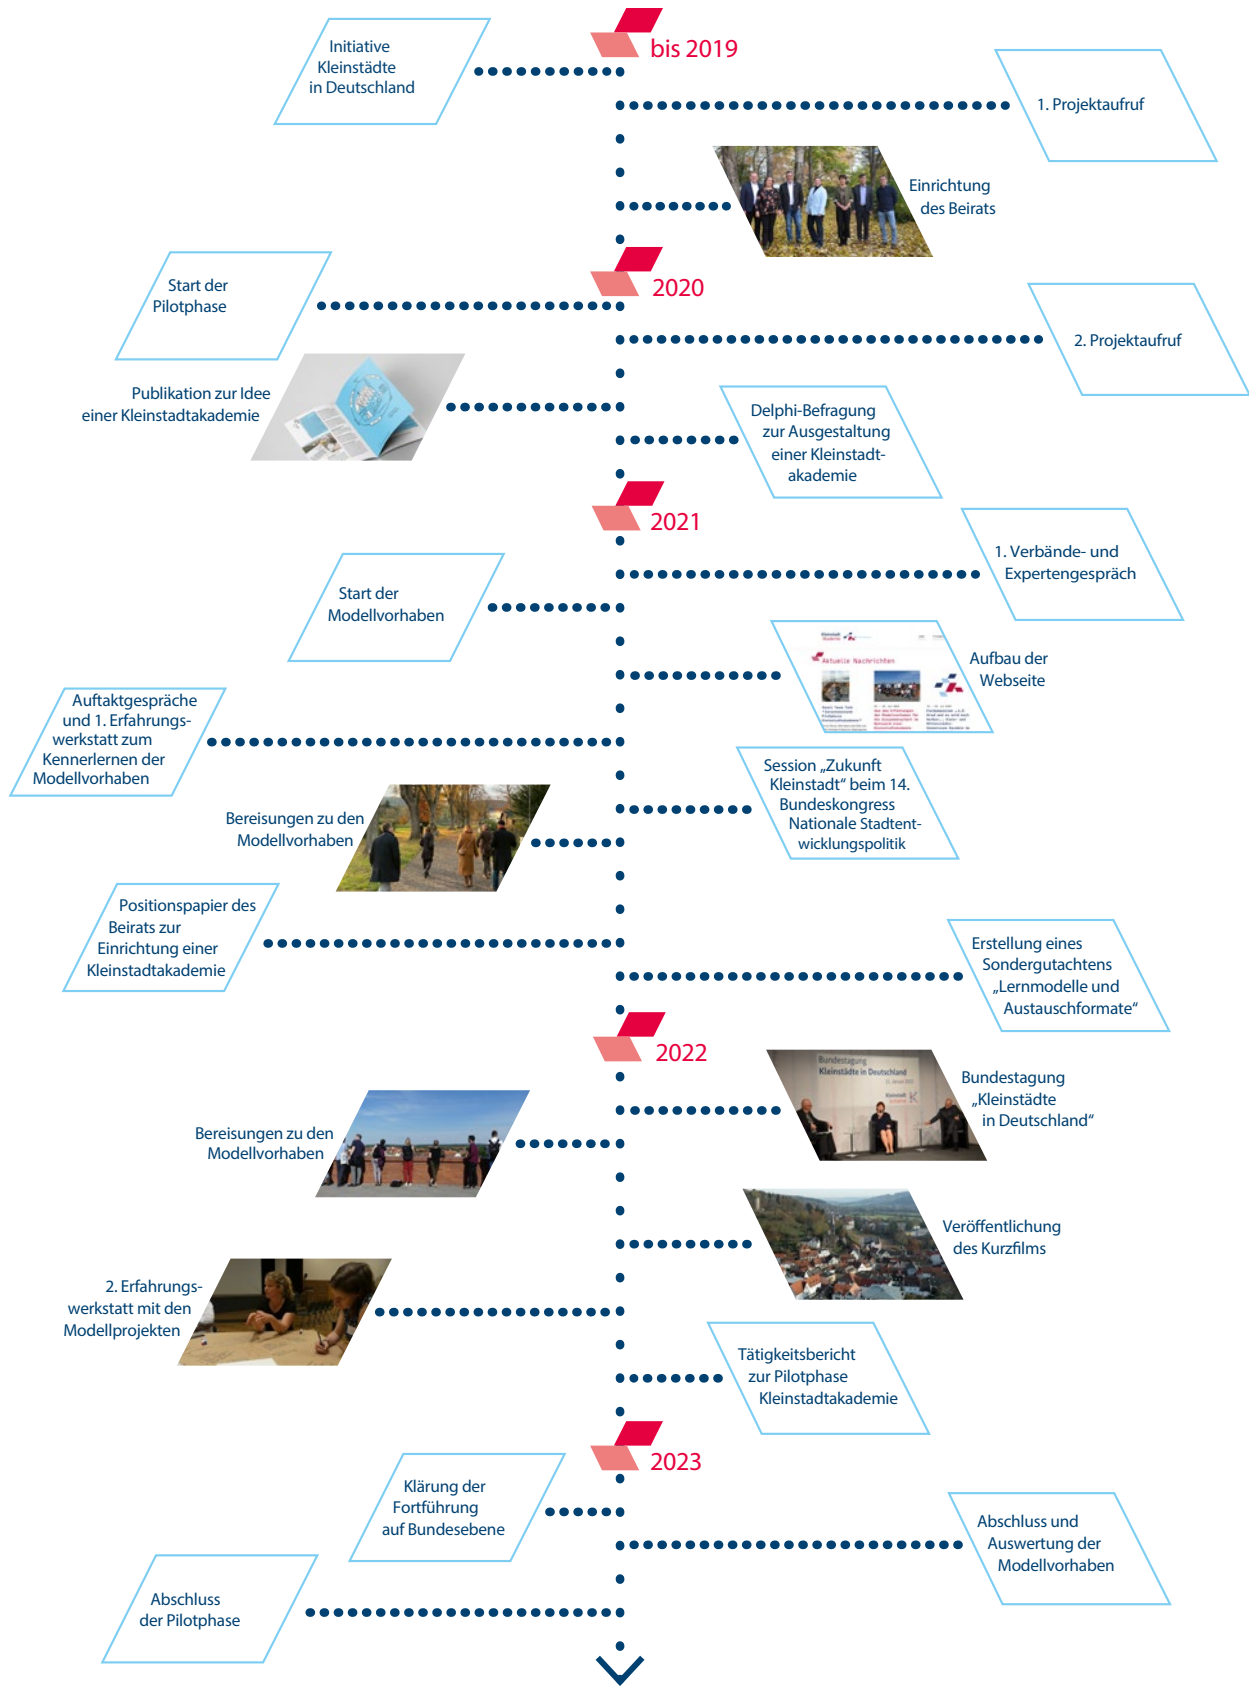 bis 2019
Initiative
Kleinstädte
in Deutschland
1. Projektaufruf
Einrichtung
des Beirats
2020
Start der
Pilotphase
2. Projektaufruf
Publikation zur Idee
einer Kleinstadtakademie
Delphi-Befragung
zur Ausgestaltung
einer Kleinstadt-
akademie
2021
1. Verbände- und
Expertengespräch
Start der
Modellvorhaben
Aktuelle Nachrichten
Aufbau der
Webseite
Auftaktgespräche
und 1. Erfahrungs-
werkstatt zum
Kennerlernen der
Modellvorhaben
Session „Zukunft
Kleinstadt“ beim 14.
Bundeskongress
Nationale Stadtent-
wicklungspolitik
Bereisungen zu den
Modellvorhaben
Positionspapier des
Beirats zur
Einrichtung einer
Kleinstadtakademie
Erstellung eines
Sondergutachtens
„Lernmodelle und
Austauschformate“
2022
Bundestagung
Kleinstädte in Deutschland
Bundestagung
„Kleinstädte
in Deutschland“
Bereisungen zu den
Modellvorhaben
Veröffentlichung
des Kurzfilms
2. Erfahrungs-
werkstatt mit den
Modellprojekten
Tätigkeitsbericht
zur Pilotphase
Kleinstadtakademie
2023
Klärung der
Fortführung
auf Bundesebene
Abschluss und
Auswertung der
Modellvorhaben
Abschluss
der Pilotphase